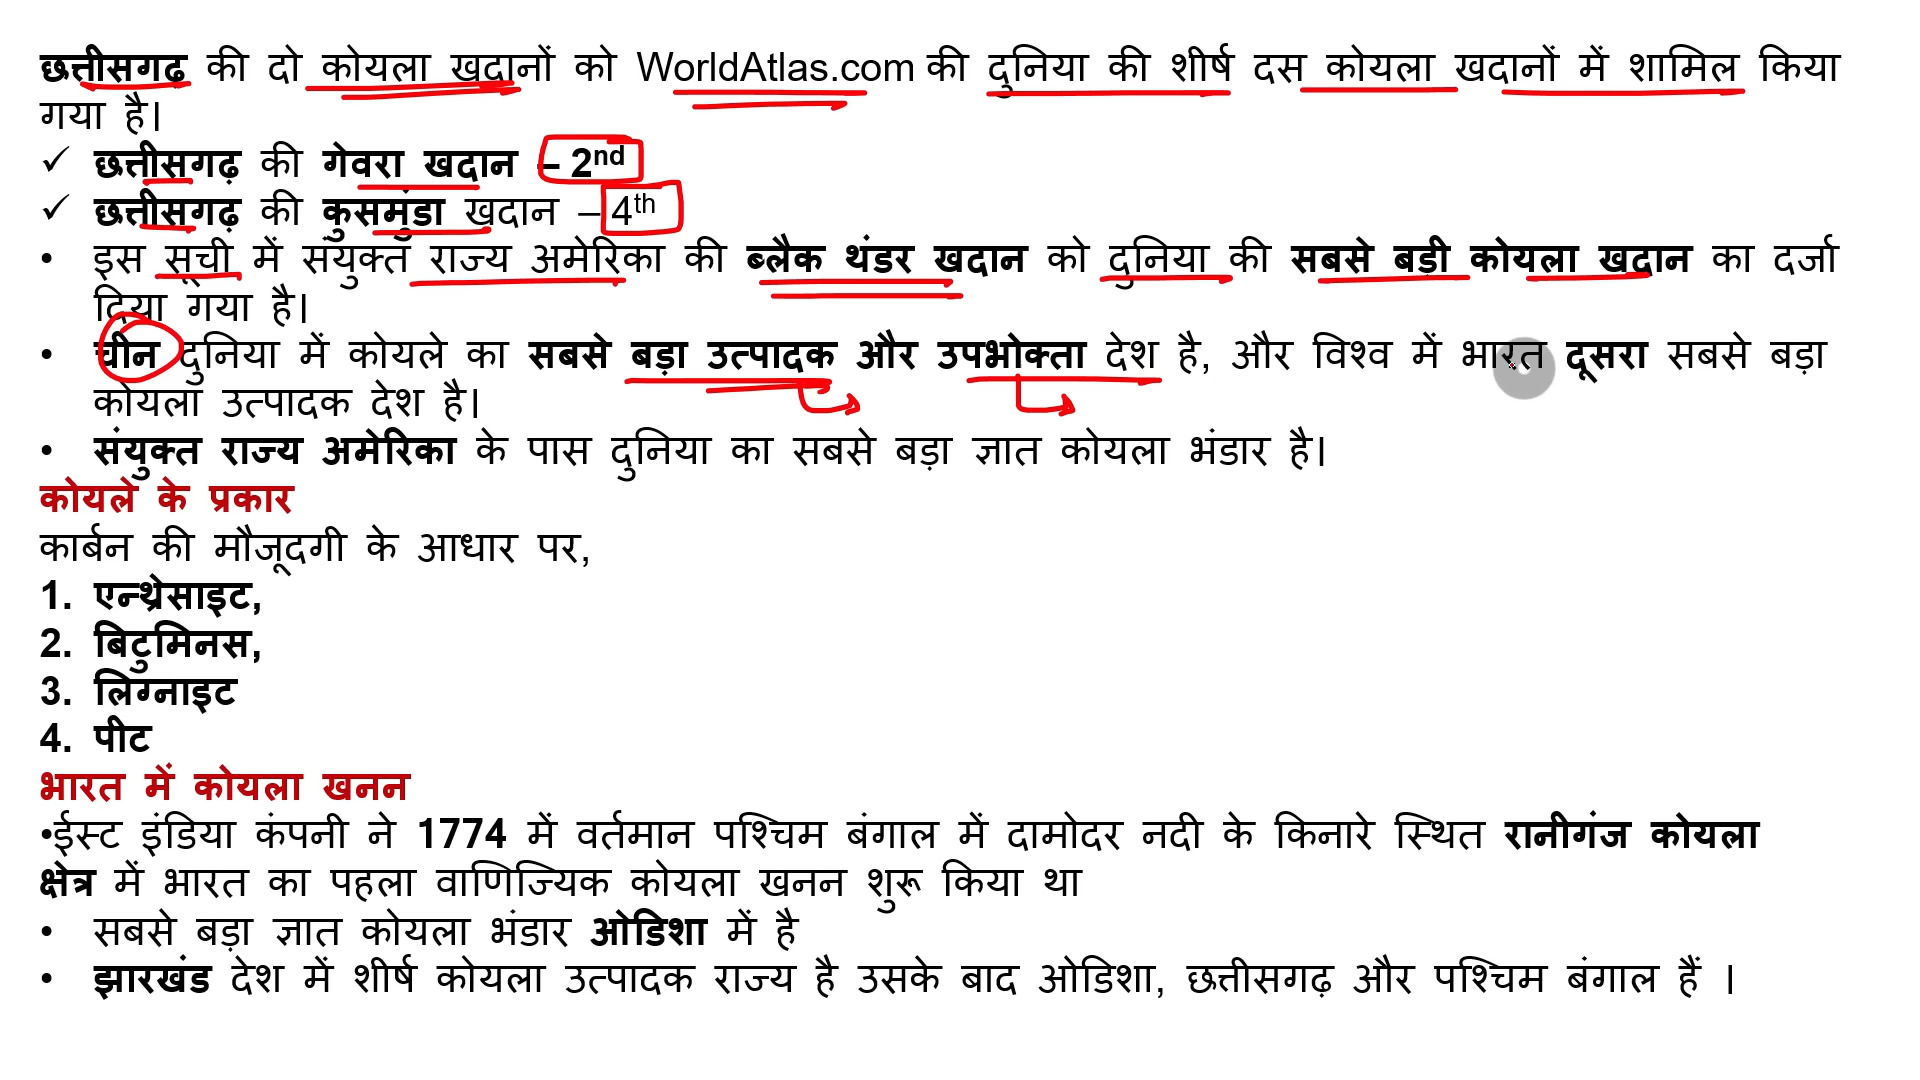 छत्तीसगढ़ की दो कोयला खदानों को WorldAtlas.com की दुनिया की शीर्ष दस कोयला खदानों में शामिल किया
गया है।
✓ छत्तीसगढ़ की गेवरा खदान – 2nd
✓ छत्तीसगढ़ की कुसमुंडा खदान – 4th
• इस सूची में संयुक्त राज्य अमेरिका की ब्लैक थंडर खदान को दुनिया की सबसे बड़ी कोयला खदान का दर्जा
दिया गया है।
• चीन दुनिया में कोयले का सबसे बड़ा उत्पादक और उपभोक्ता देश है, और विश्व में भारत दूसरा सबसे बड़ा
कोयला उत्पादक देश है।
• संयुक्त राज्य अमेरिका के पास दुनिया का सबसे बड़ा ज्ञात कोयला भंडार है।
कोयले के प्रकार
कार्बन की मौजूदगी के आधार पर,
1. एन्थ्रेसाइट,
2. बिटुमिनस,
3. लिग्नाइट
4. पीट
भारत में कोयला खनन
•ईस्ट इंडिया कंपनी ने 1774 में वर्तमान पश्चिम बंगाल में दामोदर नदी के किनारे स्थित रानीगंज कोयला
क्षेत्र में भारत का पहला वाणिज्यिक कोयला खनन शुरू किया था
• सबसे बड़ा ज्ञात कोयला भंडार ओडिशा में है
• झारखंड देश में शीर्ष कोयला उत्पादक राज्य है उसके बाद ओडिशा, छत्तीसगढ़ और पश्चिम बंगाल हैं ।